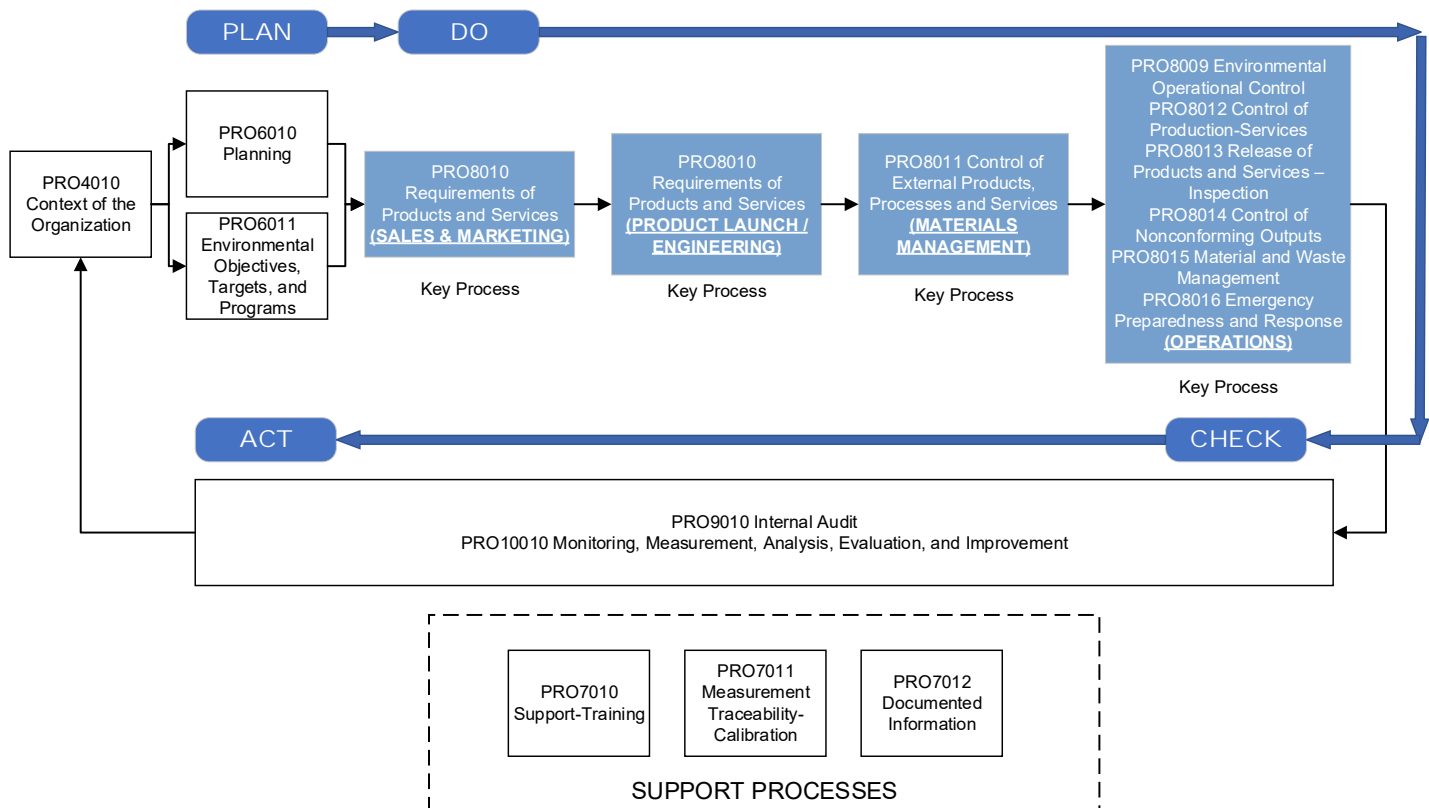 PLAN
DO
PRO4010
Context of the
Organization
PRO6010
Planning
PRO6011
Environmental
Objectives,
Targets, and
Programs
PRO8010
Requirements of
Products and Services
(SALES & MARKETING)
Key Process
PRO8010
Requirements of
Products and Services
(PRODUCT LAUNCH /
ENGINEERING)
Key Process
PRO8011 Control of
External Products,
Processes and Services
(MATERIALS
MANAGEMENT)
Key Process
PRO8009 Environmental
Operational Control
PRO8012 Control of
Production-Services
PRO8013 Release of
Products and Services –
Inspection
PRO8014 Control of
Nonconforming Outputs
PRO8015 Material and Waste
Management
PRO8016 Emergency
Preparedness and Response
(OPERATIONS)
Key Process
ACT
CHECK
PRO9010 Internal Audit
PRO10010 Monitoring, Measurement, Analysis, Evaluation, and Improvement
PRO7010
Support-Training
PRO7011
Measurement
Traceability-
Calibration
PRO7012
Documented
Information
SUPPORT PROCESSES